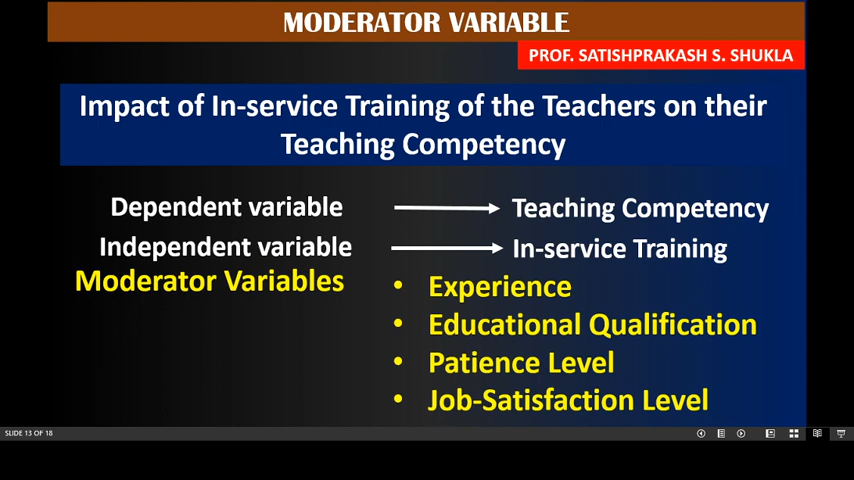 MODERATOR VARIABLE
PROF. SATISHPRAKASH S. SHUKLA
Impact of In-service Training of the Teachers on their
Teaching Competency
Dependent variable
Teaching Competency
Independent variable
In-service Training
Moderator Variables
• Experience
• Educational Qualification
• Patience Level
• Job-Satisfaction Level
SLIDE 13 OF 18